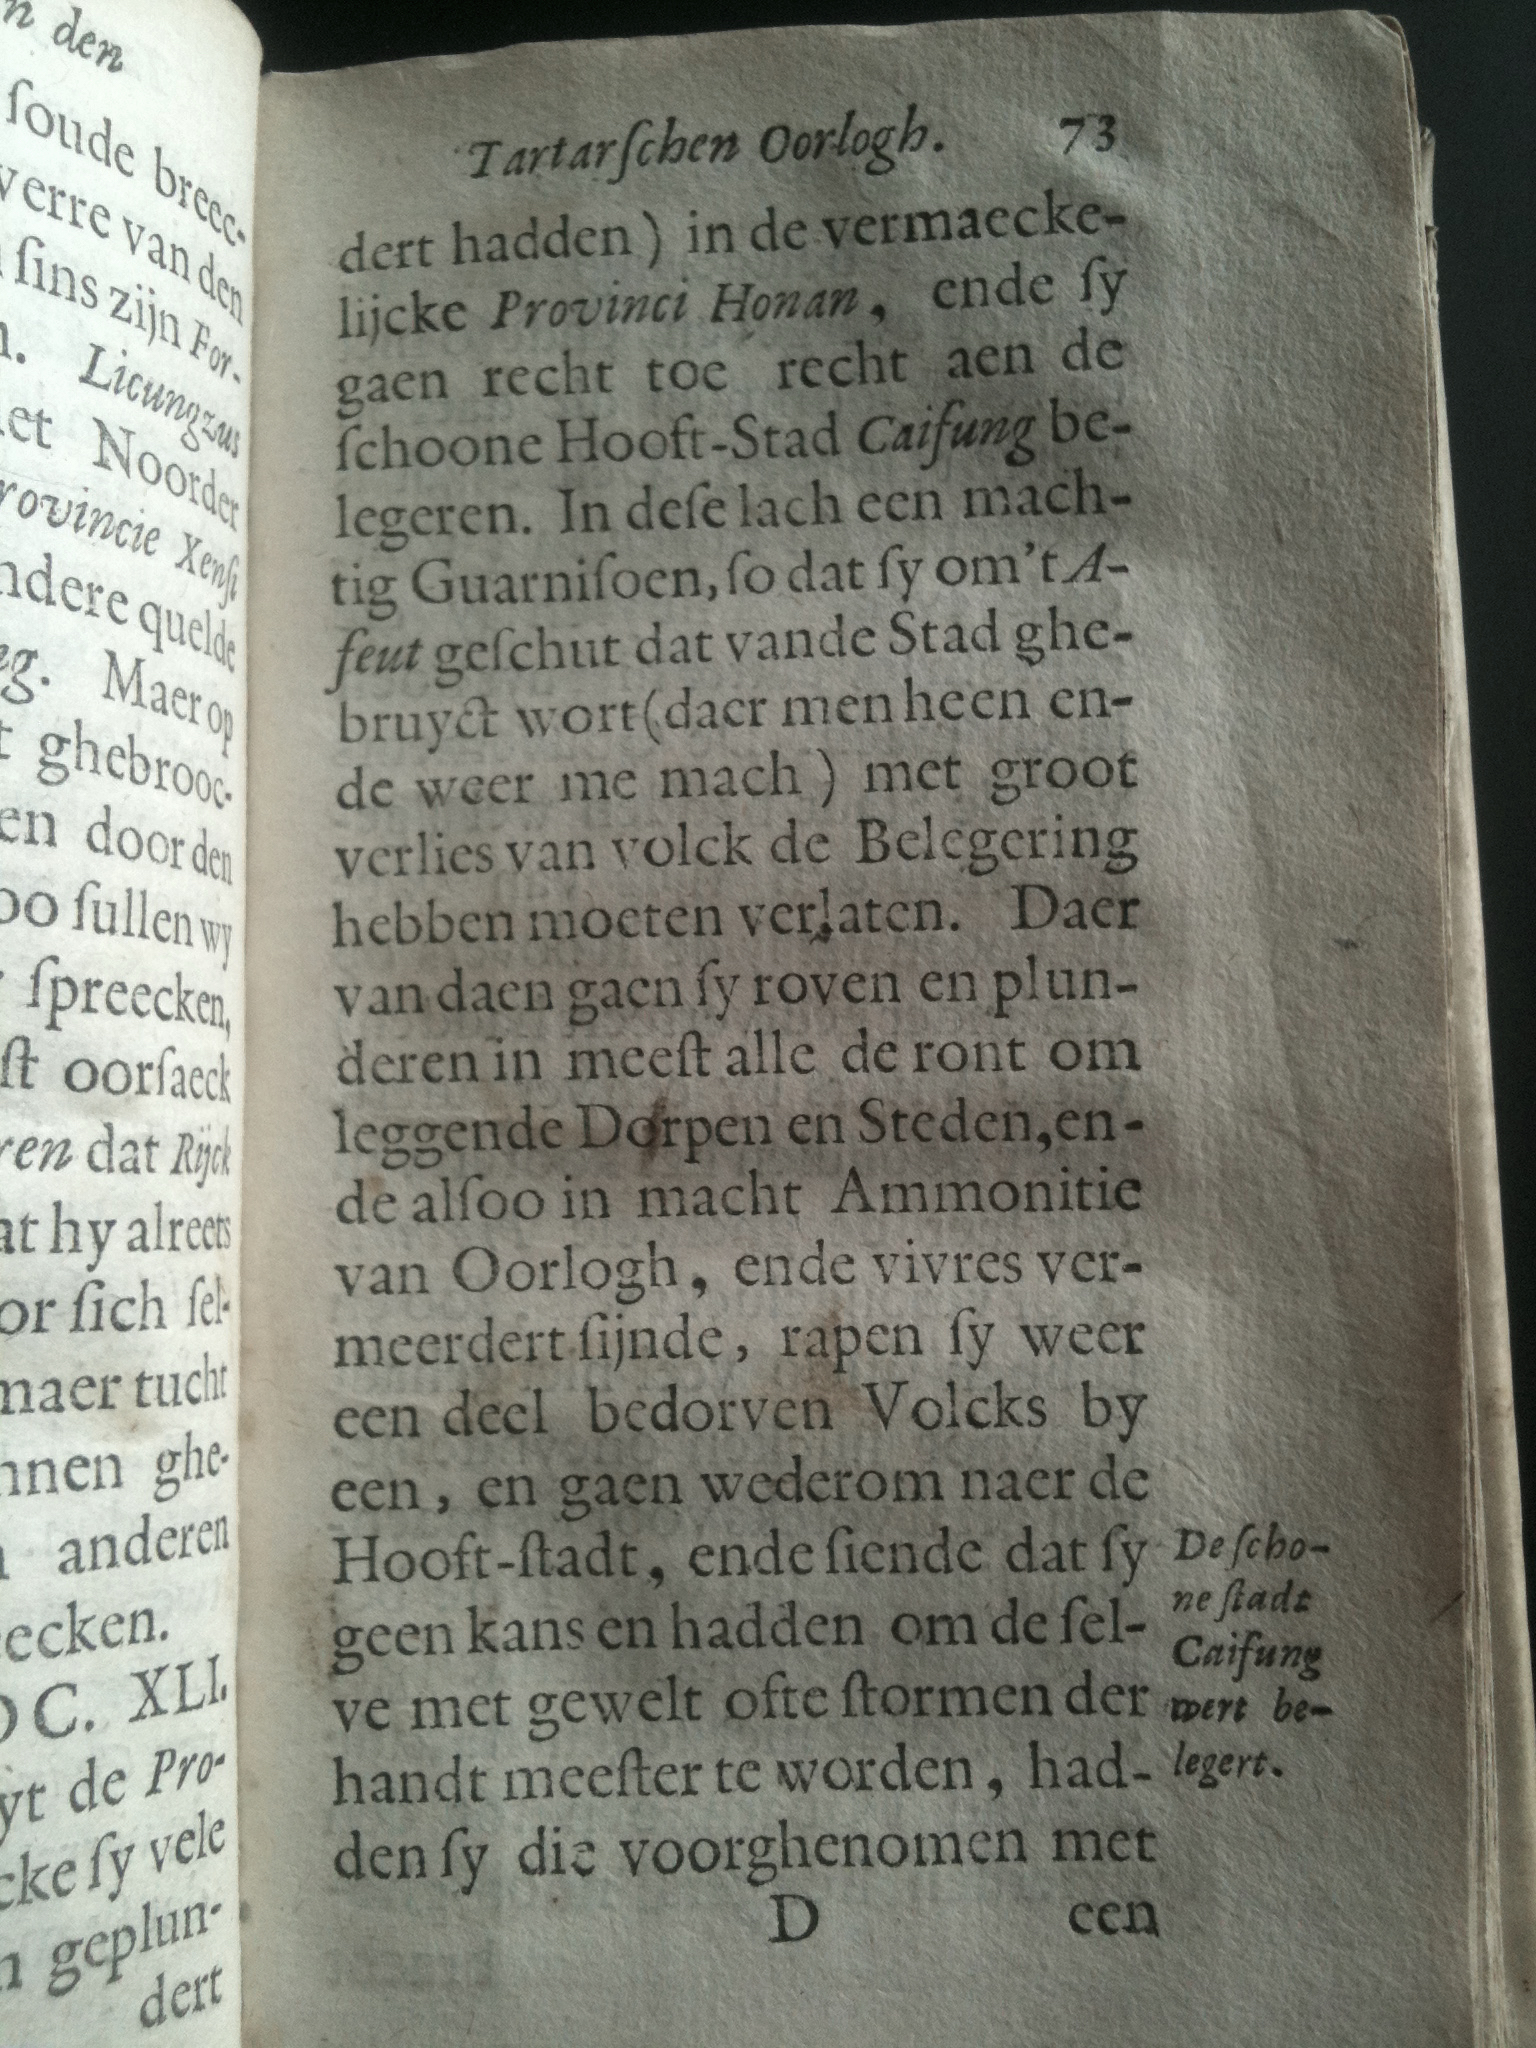 n den
ſoude breec-
verre van den
ſins zijn For-
n. Licungzus
et Noorder
rovincie Xenſi
ndere quelde
ng. Maer op
t ghebrooc-
en door den
oo ſullen wy
ſpreecken,
ſt oorſaeck
ren dat Rijck
at hy alreets
or ſich ſel-
maer tucht
nnen ghe-
anderen
ecken.
C. XLI.
yt de Pro-
cke ſy vele
n geplun-
dert
Tartarſchen Oorlogh. 73
dert hadden) in de vermaecke-
lijcke Provinci Honan, ende ſy
gaen recht toe recht aen de
ſchoone Hooft-Stad Caifung be-
legeren. In deſe lach een mach-
tig Guarniſoen, ſo dat ſy om't A-
feut geſchut dat vande Stad ghe-
bruyct wort (daer men heen en-
de weer me mach) met groot
verlies van volck de Belegering
hebben moeten verlaten. Daer
van daen gaen ſy roven en plun-
deren in meeſt alle de ront om
leggende Dorpen en Steden, en-
de alſoo in macht Ammonitie
van Oorlogh, ende vivres ver-
meerdert ſijnde, rapen ſy weer
een deel bedorven Volcks by
een, en gaen wederom naer de
Hooft-ſtadt, ende ſiende dat ſy
geen kans en hadden om de ſel-
ve met gewelt ofte ſtormen der
handt meeſter te worden, had-
den ſy die voorghenomen met
D een
De ſcho-
ne ſtadt
Caifung
wert be-
legert.